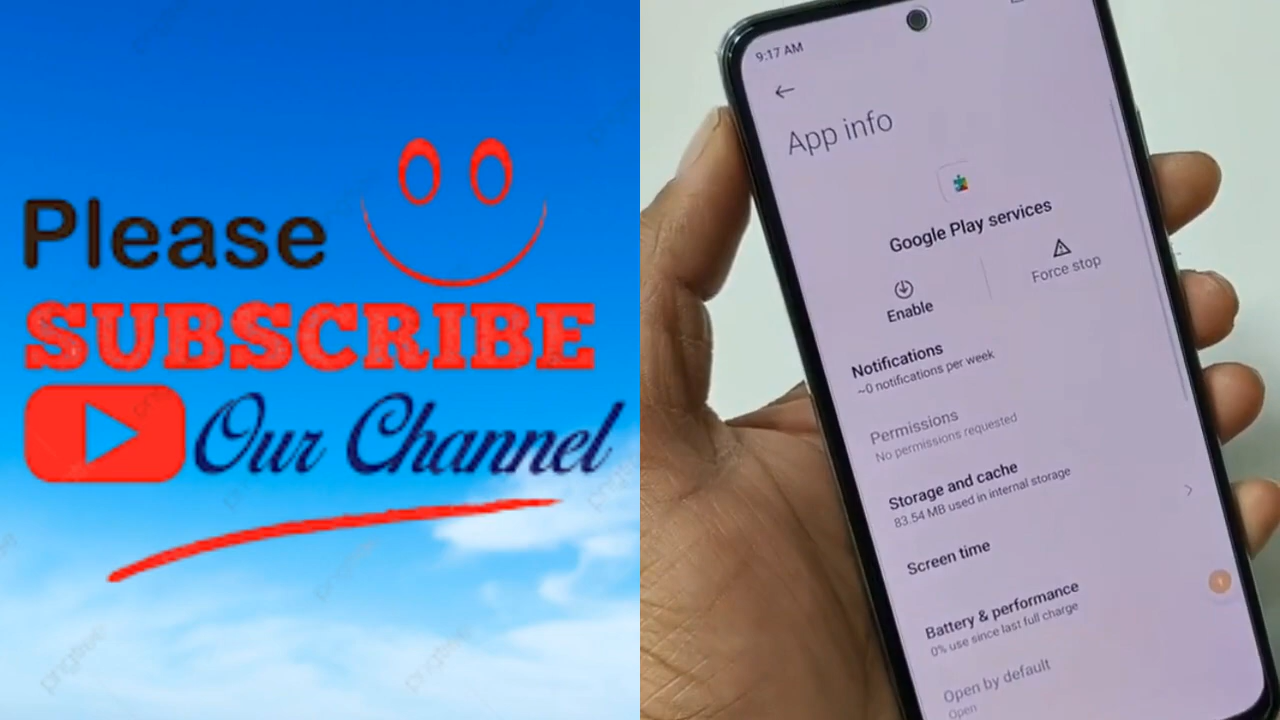 Please
SUBSCRIBE
Our Channel
9:17 AM
App info
Google Play services
Enable
Force stop
Notifications
~0 notifications per week
Permissions
No permissions requested
Storage and cache
83.54 MB used in internal storage
Screen time
Battery & performance
0% use since last full charge
Open by default
Open